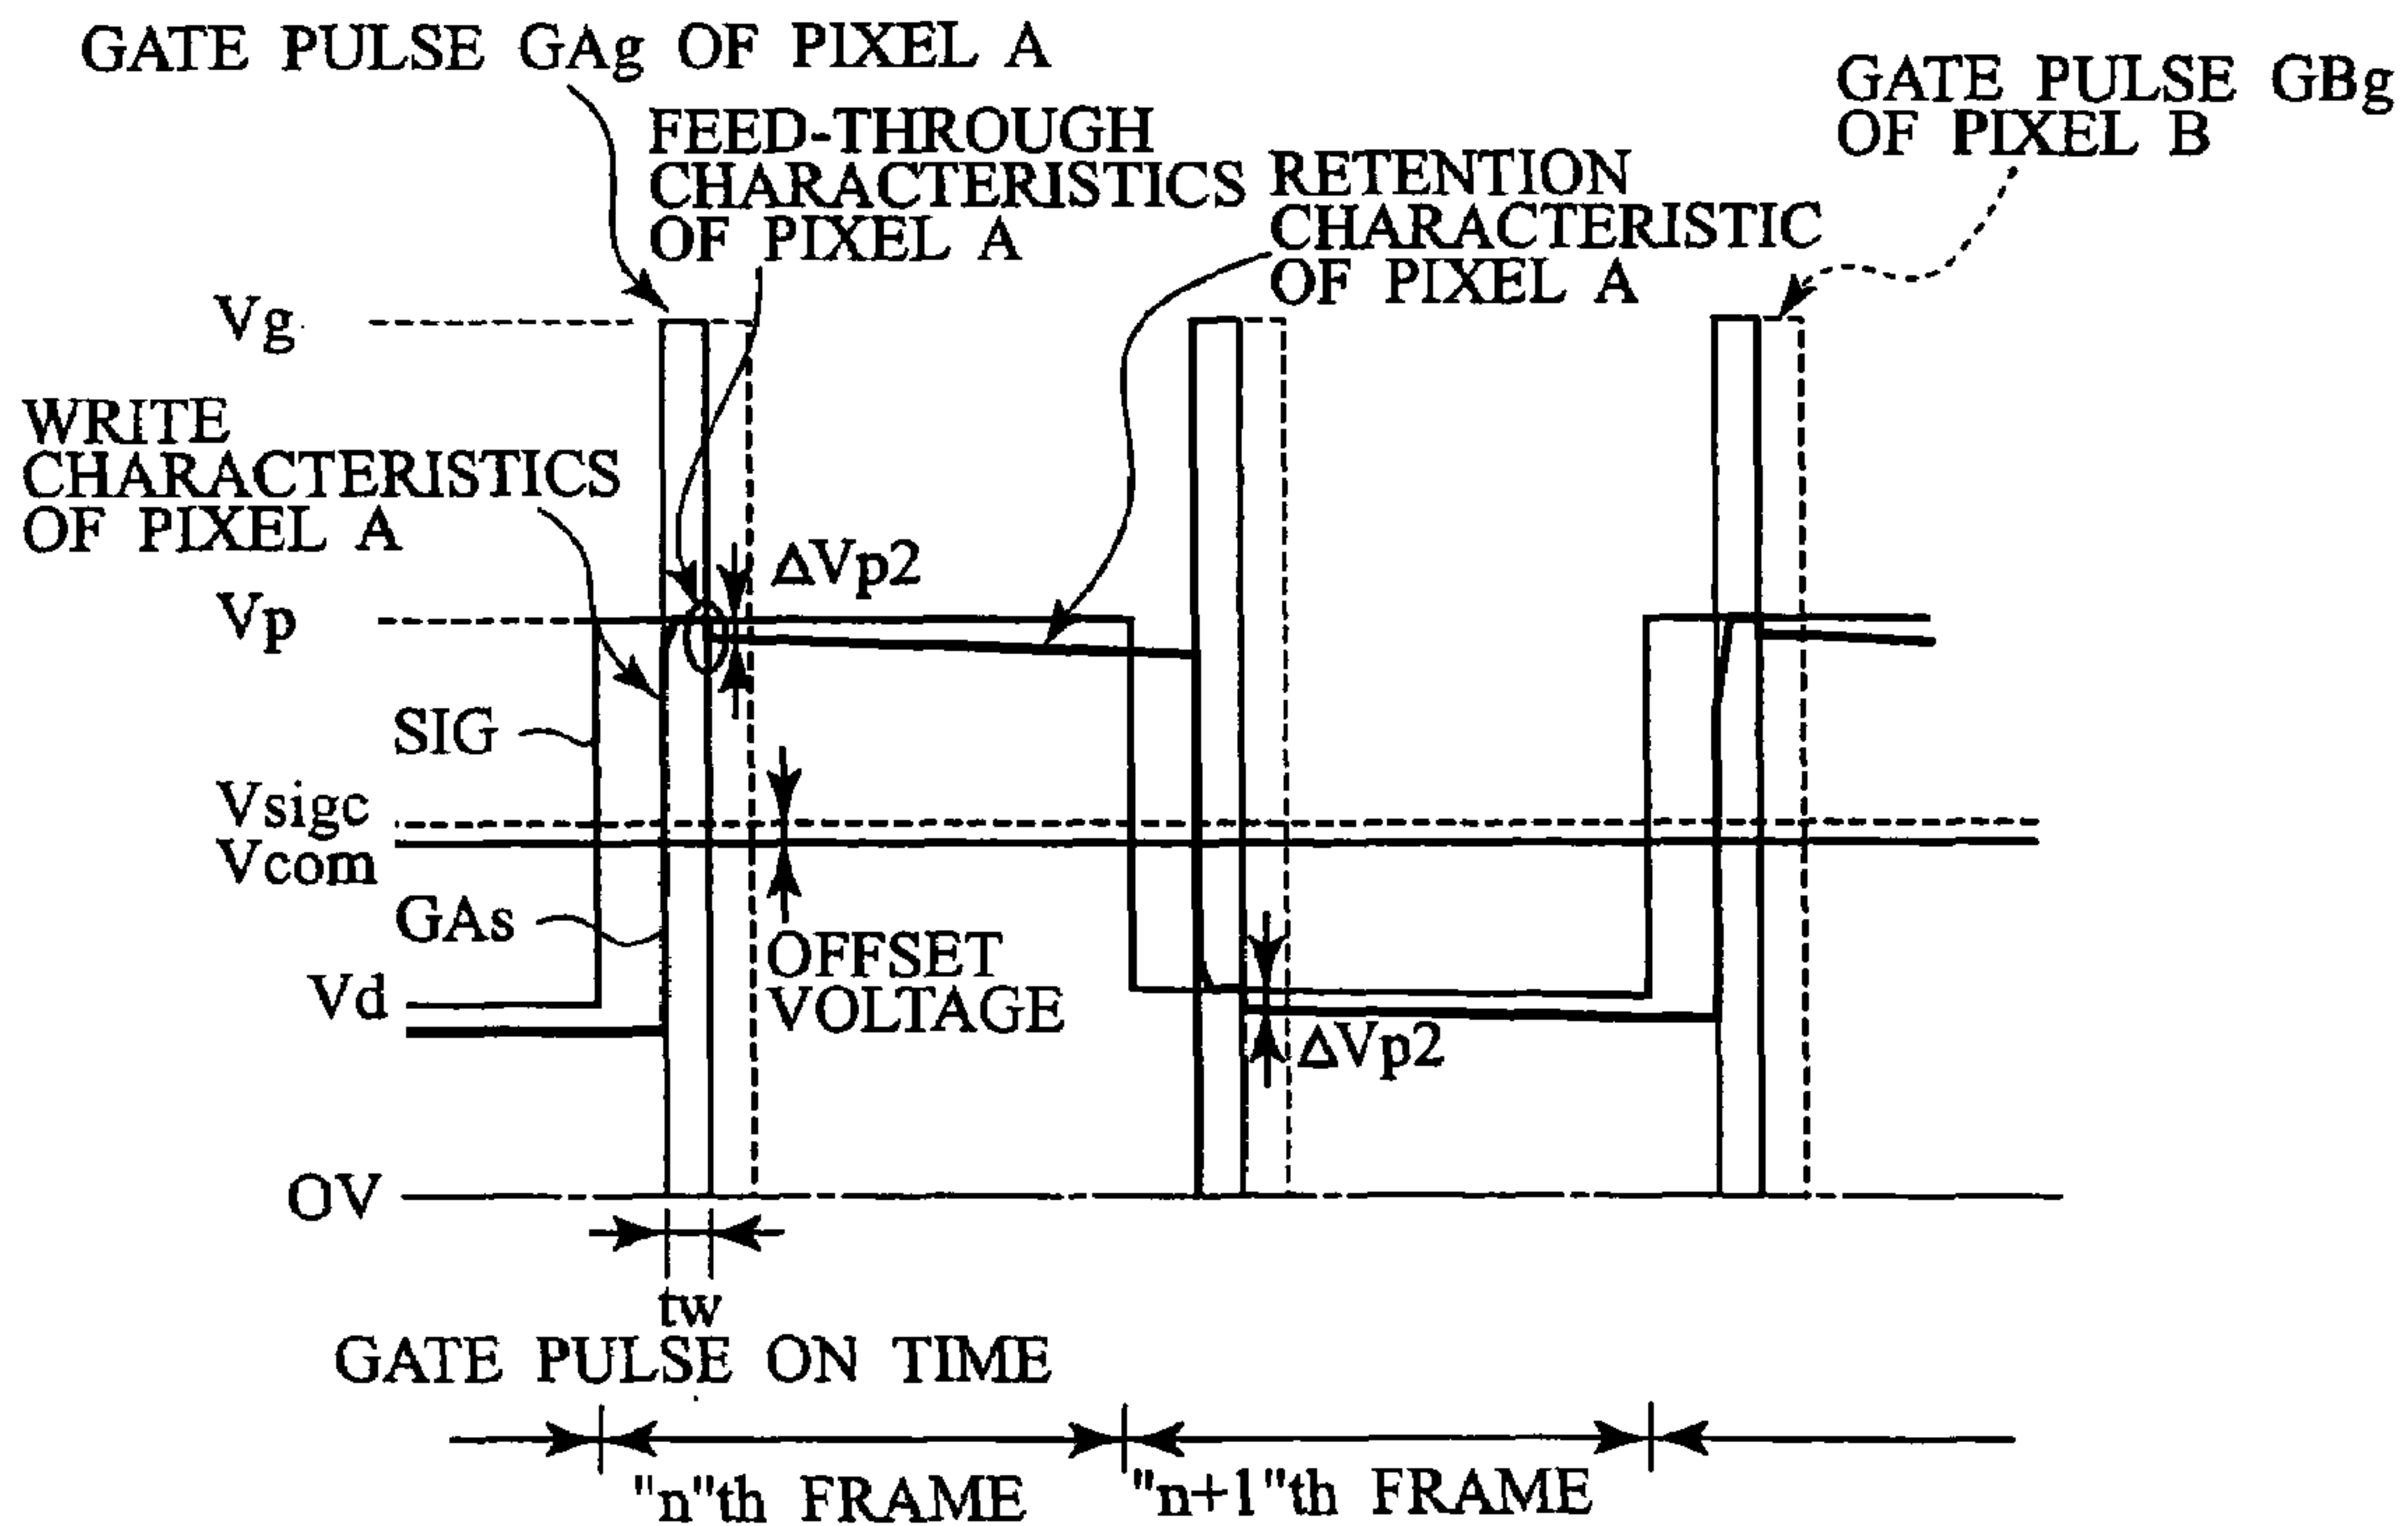 GATE PULSE GAg OF PIXEL A
GATE PULSE GBg
OF PIXEL B
FEED-THROUGH
CHARACTERISTICS
OF PIXEL A
RETENTION
CHARACTERISTIC
OF PIXEL A
Vg
WRITE
CHARACTERISTICS
OF PIXEL A
ΔVp2
Vp
SIG
Vsigc
Vcom
GAs
OFFSET
VOLTAGE
Vd
ΔVp2
OV
tw
GATE PULSE ON TIME
"n"th FRAME
"n+1"th FRAME